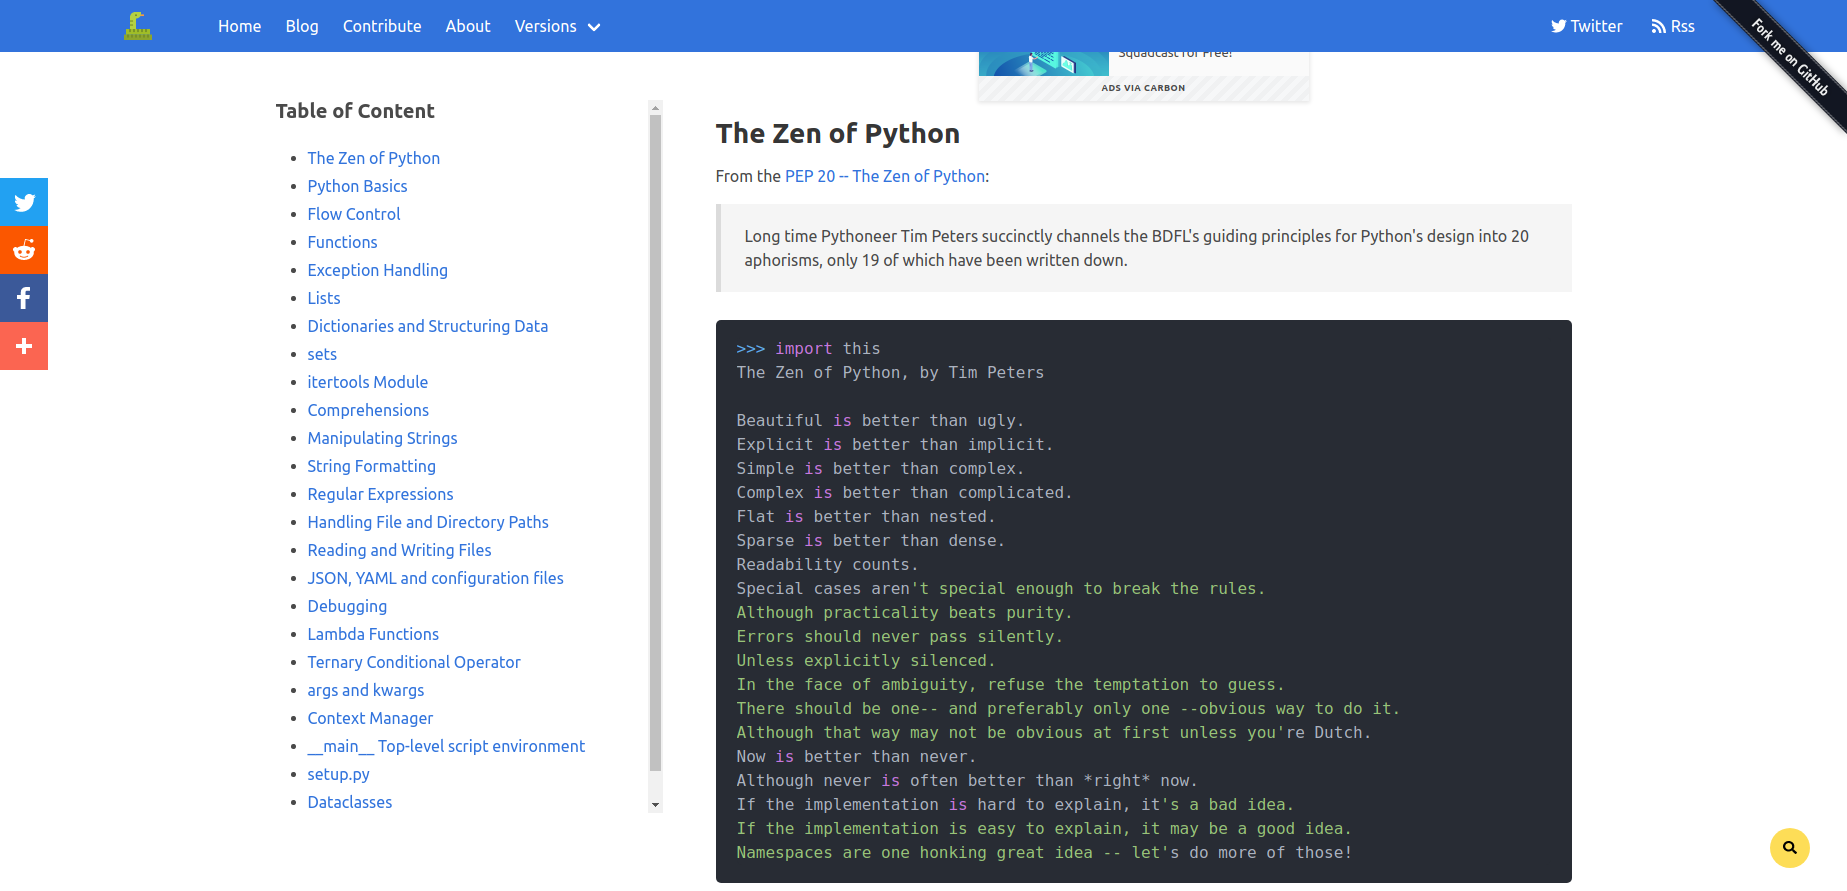 Home Blog Contribute About Versions Twitter Rss
Fork me on GitHub
Squadcast for Free!
ADS VIA CARBON
Table of Content
The Zen of Python
Python Basics
Flow Control
Functions
Exception Handling
Lists
Dictionaries and Structuring Data
sets
itertools Module
Comprehensions
Manipulating Strings
String Formatting
Regular Expressions
Handling File and Directory Paths
Reading and Writing Files
JSON, YAML and configuration files
Debugging
Lambda Functions
Ternary Conditional Operator
args and kwargs
Context Manager
__main__ Top-level script environment
setup.py
Dataclasses
The Zen of Python
From the PEP 20 -- The Zen of Python:
Long time Pythoneer Tim Peters succinctly channels the BDFL's guiding principles for Python's design into 20
aphorisms, only 19 of which have been written down.
>>> import this
The Zen of Python, by Tim Peters
Beautiful is better than ugly.
Explicit is better than implicit.
Simple is better than complex.
Complex is better than complicated.
Flat is better than nested.
Sparse is better than dense.
Readability counts.
Special cases aren't special enough to break the rules.
Although practicality beats purity.
Errors should never pass silently.
Unless explicitly silenced.
In the face of ambiguity, refuse the temptation to guess.
There should be one-- and preferably only one --obvious way to do it.
Although that way may not be obvious at first unless you're Dutch.
Now is better than never.
Although never is often better than *right* now.
If the implementation is hard to explain, it's a bad idea.
If the implementation is easy to explain, it may be a good idea.
Namespaces are one honking great idea -- let's do more of those!